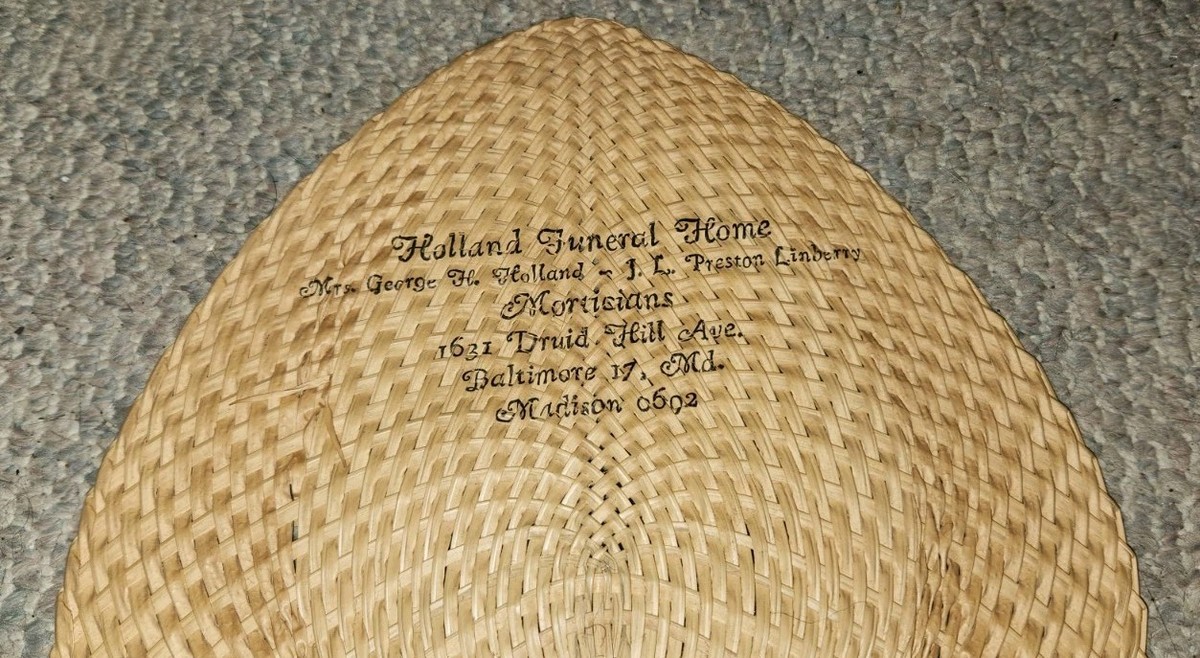 Holland Funeral Home
Mrs. George H. Holland - J. L. Preston Linberry
Morticians
1631 Druid Hill Ave.
Baltimore 17, Md.
Madison 0692